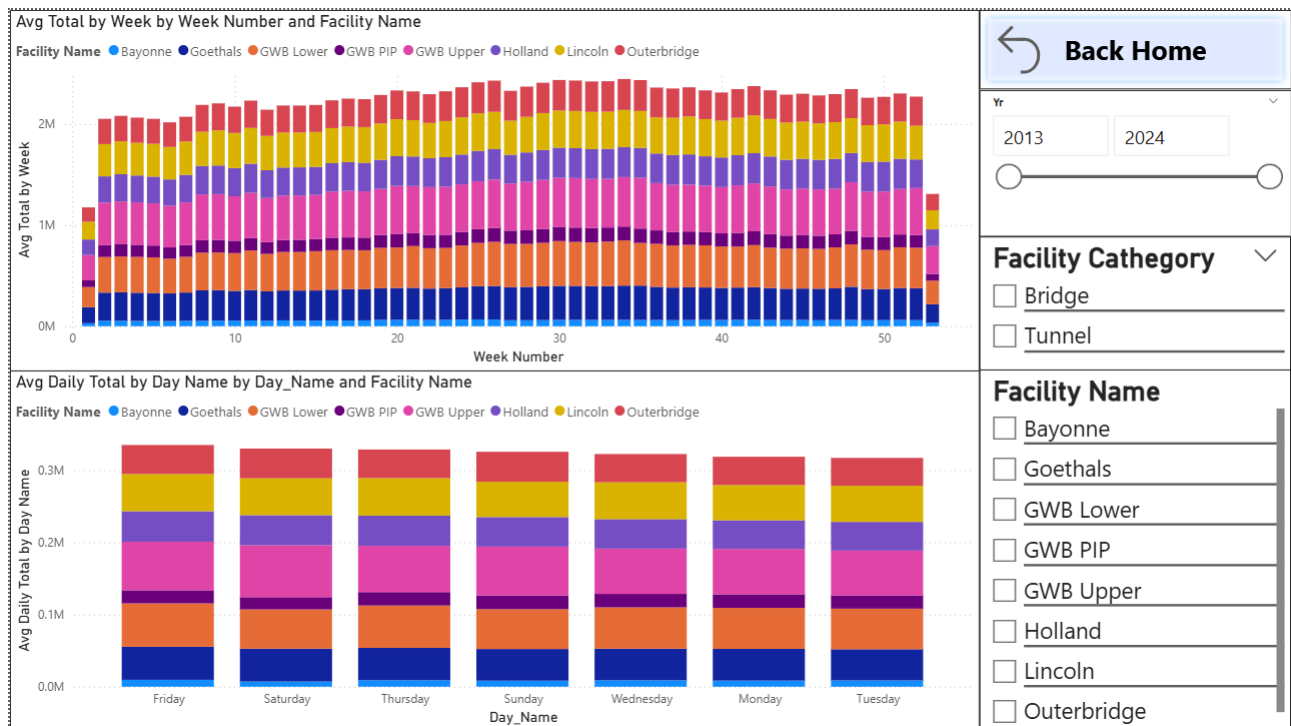 Avg Total by Week by Week Number and Facility Name
Facility Name Bayonne Goethals GWB Lower GWB PIP GWB Upper Holland Lincoln Outerbridge
Avg Total by Week
2M
1M
0M
0 10 20 30 40 50
Week Number
Avg Daily Total by Day Name by Day_Name and Facility Name
Facility Name Bayonne Goethals GWB Lower GWB PIP GWB Upper Holland Lincoln Outerbridge
Avg Daily Total by Day Name
0.3M
0.2M
0.1M
0.0M
Friday Saturday Thursday Sunday Wednesday Monday Tuesday
Day_Name
Back Home
Yr
2013 2024
Facility Cathegory
Bridge
Tunnel
Facility Name
Bayonne
Goethals
GWB Lower
GWB PIP
GWB Upper
Holland
Lincoln
Outerbridge